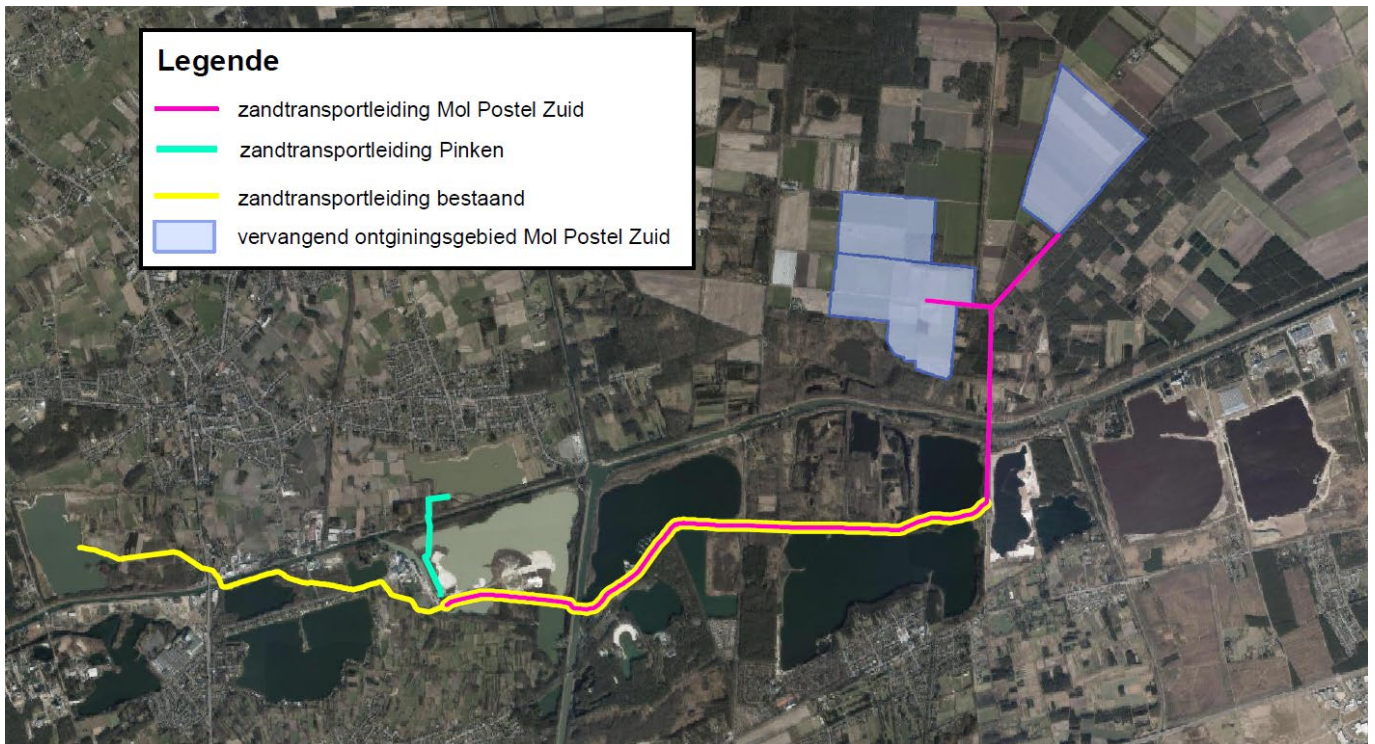 Legende
zandtransportleiding Mol Postel Zuid
zandtransportleiding Pinken
zandtransportleiding bestaand
vervangend ontginingsgebied Mol Postel Zuid